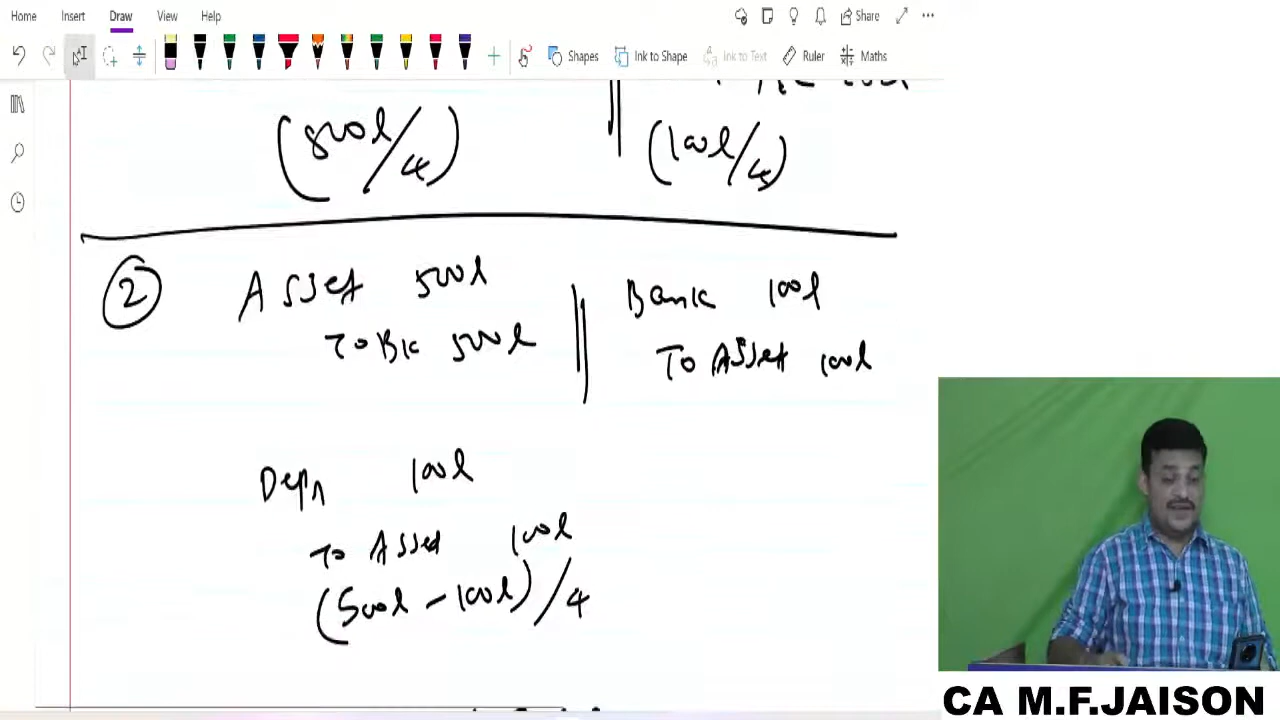 Home Insert Draw View Help Share
Shapes Ink to Shape Ink to Text Ruler Maths
(500l/4) (100l/4)
② Asset 500l Bank 100l
To Bk 500l To Asset 100l
Depn 100l
To Asset 100l
(500l - 100l)/4
CA M.F.JAISON